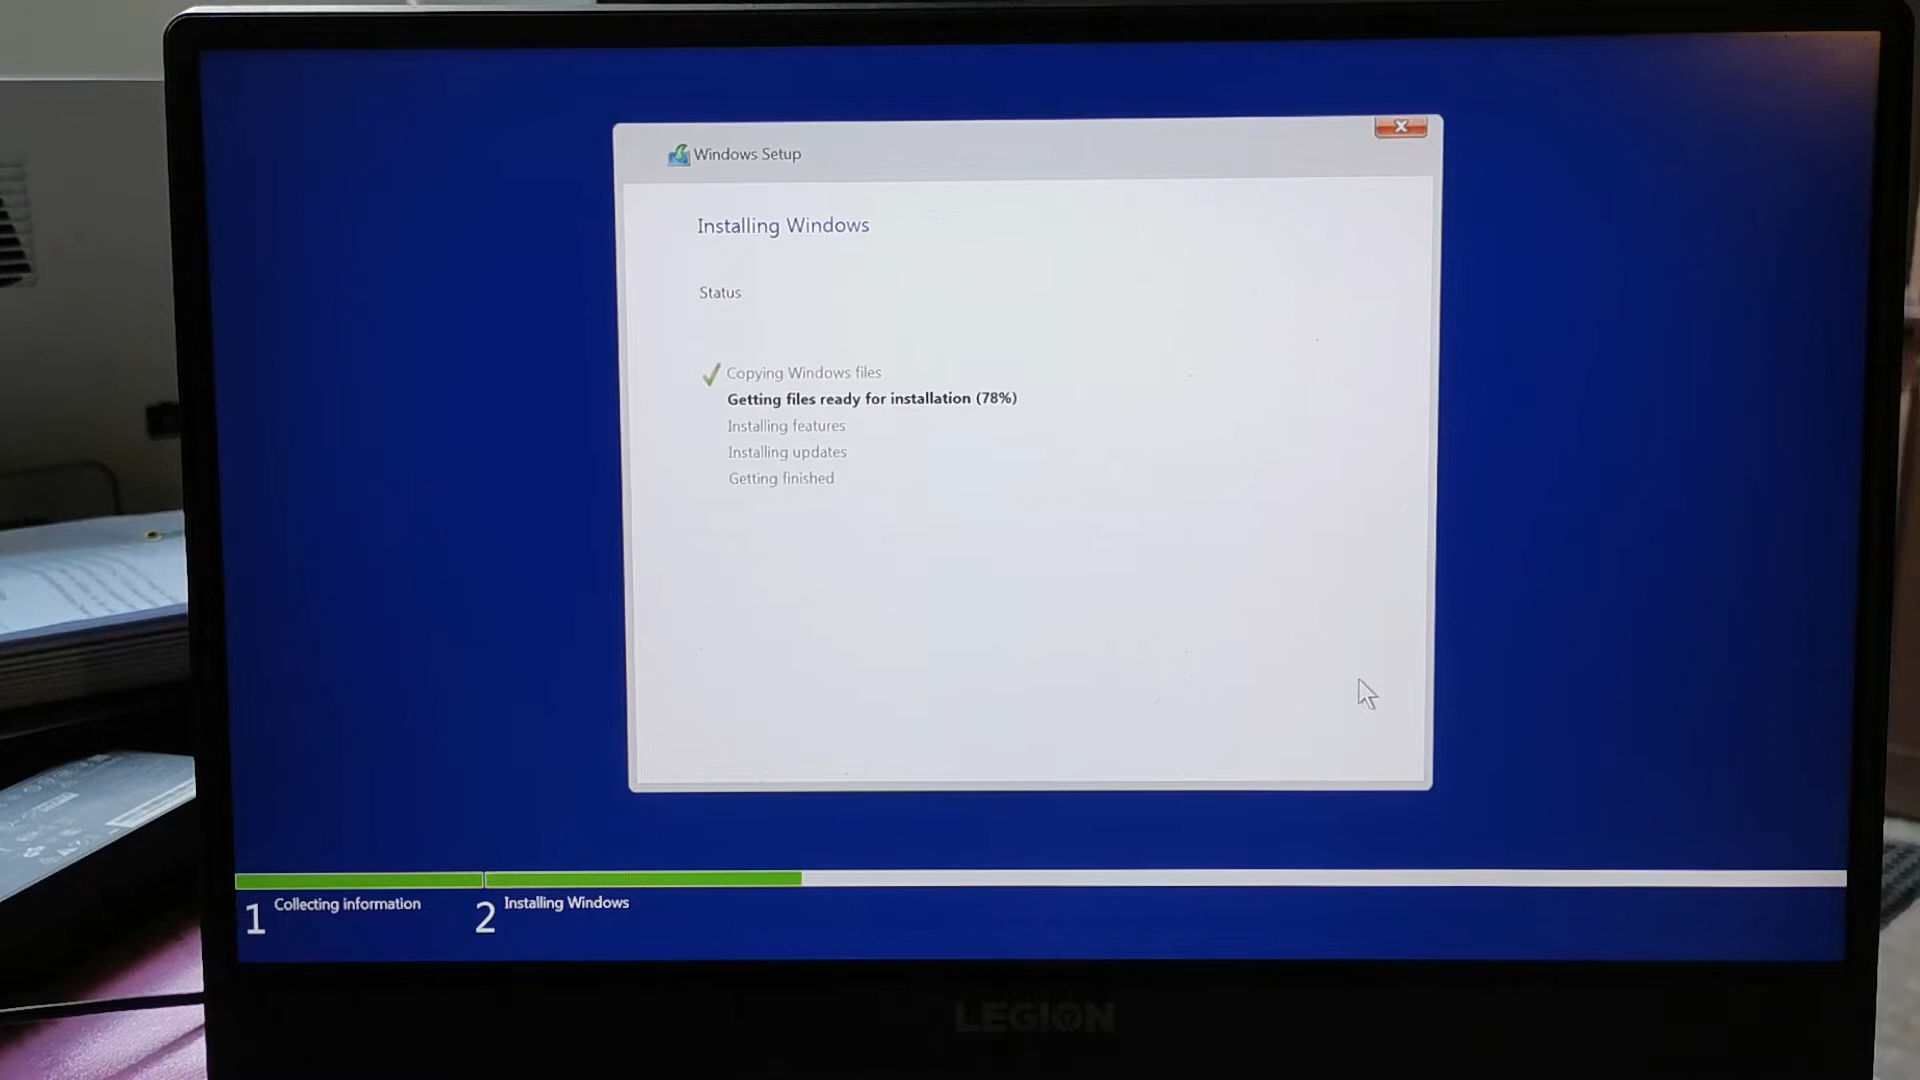 Windows Setup
Installing Windows
Status
Copying Windows files
Getting files ready for installation (78%)
Installing features
Installing updates
Getting finished
1 Collecting information
2 Installing Windows
LEGION